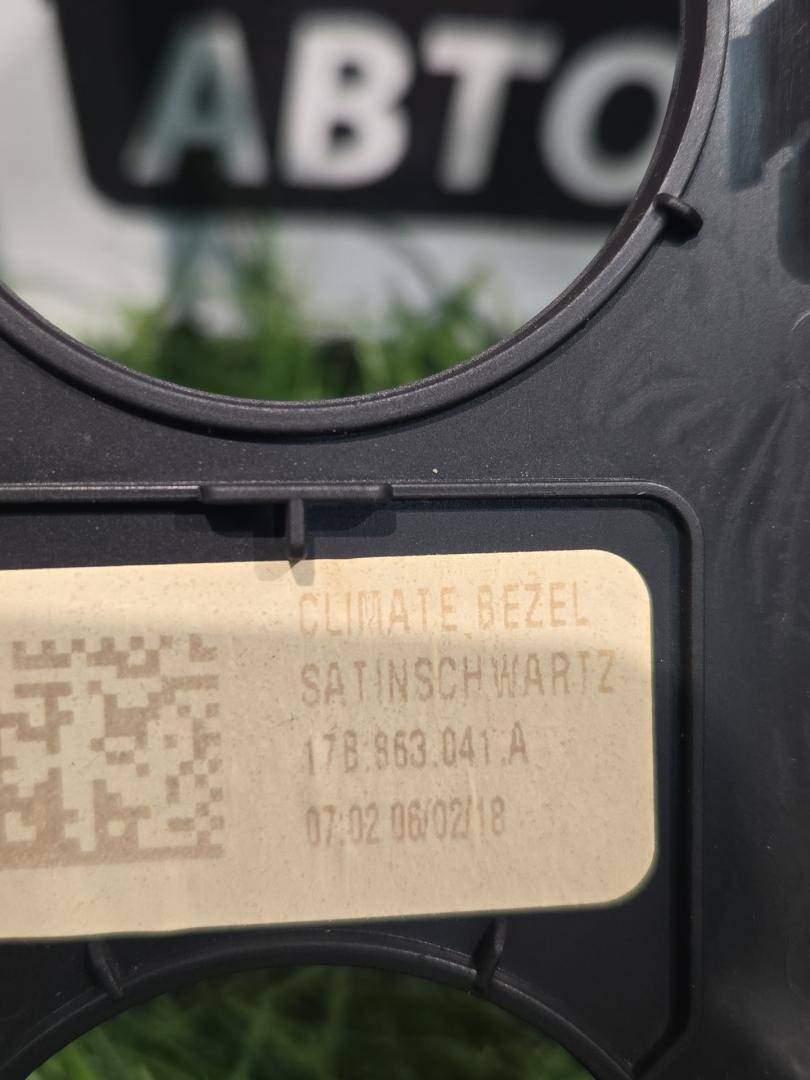 АВТО
CLIMATE BEZEL
SATINSCHWARTZ
17B.863.041.A
07:02 06/02/18